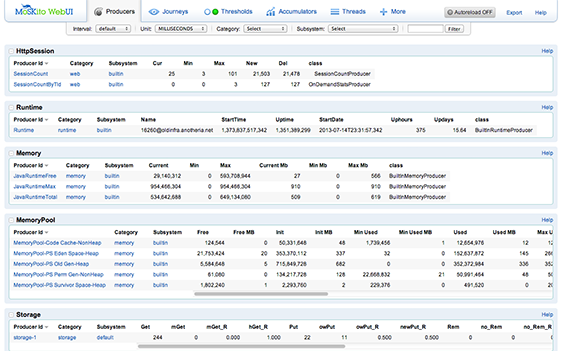 MoSKito WebUI Producers Journeys Thresholds Accumulators Threads More Autoreload OFF Export Help
Interval: default Unit: MILLISECONDS Category: Select Subsystem: Select Filter
HttpSession Help
Producer Id Category Subsystem Cur Min Max New Del class
SessionCount web builtin 25 3 101 21,503 21,478 SessionCountProducer
SessionCountByTld web builtin 0 3 127 127 OnDemandStatsProducer
Runtime Help
Producer Id Category Subsystem Name StartTime Uptime StartDate Uphours Updays class
Runtime runtime builtin 16260@oldinfra.anotheria.net 1,373,837,517,342 1,351,389,299 2013-07-14T23:31:57,342 375 15.64 BuiltInRuntimeProducer
Memory Help
Producer Id Category Subsystem Current Min Max Current Mb Min Mb Max Mb class
JavaRuntimeFree memory builtin 29,140,312 0 593,708,944 27 0 566 BuiltInMemoryProducer
JavaRuntimeMax memory builtin 954,466,304 0 954,466,304 910 0 910 BuiltInMemoryProducer
JavaRuntimeTotal memory builtin 534,642,688 0 649,134,080 509 0 619 BuiltInMemoryProducer
MemoryPool Help
Producer Id Category Subsystem Free Free MB Init Init MB Min Used Min Used MB Used Used MB Max U
MemoryPool-Code Cache-NonHeap memory builtin 124,544 0 50,331,648 48 1,739,456 1 12,654,976 12 12
MemoryPool-PS Eden Space-Heap memory builtin 21,753,424 20 353,370,112 337 32 0 152,637,872 145 286
MemoryPool-PS Old Gen-Heap memory builtin 5,584,648 5 715,849,728 682 0 0 352,372,984 336 352
MemoryPool-PS Perm Gen-NonHeap memory builtin 61,080 0 134,217,728 128 22,668,832 21 50,991,464 48 50
MemoryPool-PS Survivor Space-Heap memory builtin 1,802,240 1 2,293,760 2 229,376 0 491,520 0
Storage Help
Producer Id Category Subsystem Get mGet mGet_R hGet_R Put owPut owPut_R newPut_R Rem no_Rem no_Rem_R
storage-1 storage default 244 0 0.000 1.000 22 11 0.500 0.500 0 0